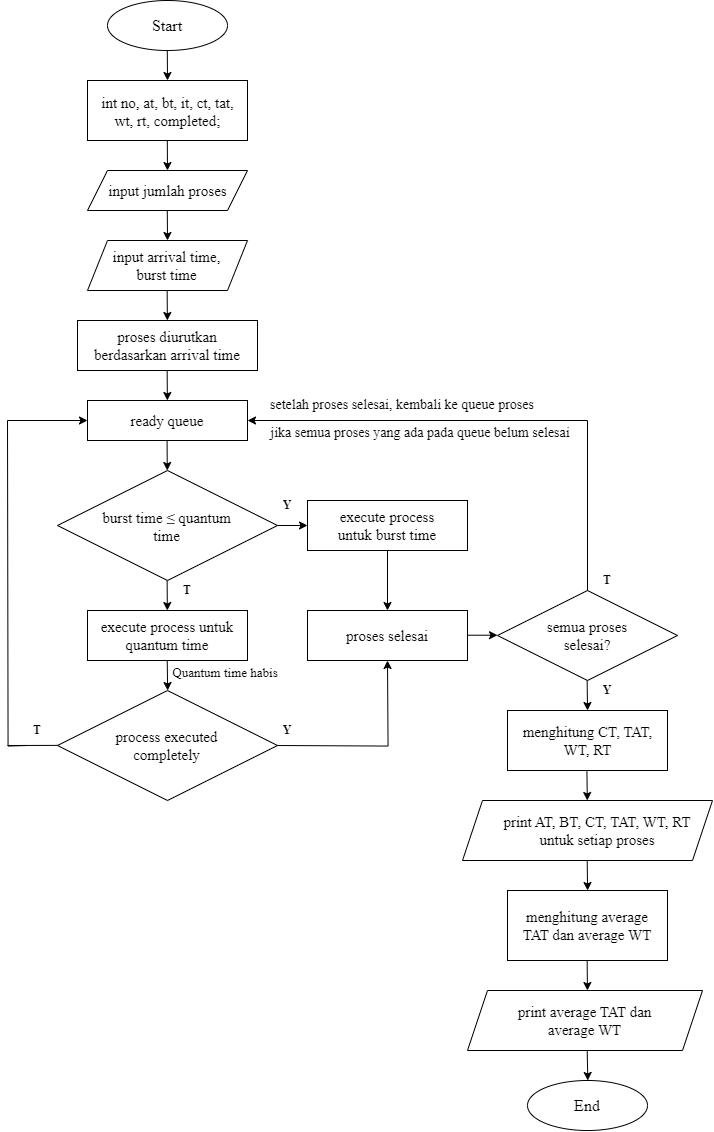 Start
int no, at, bt, it, ct, tat,
wt, rt, completed;
input jumlah proses
input arrival time,
burst time
proses diurutkan
berdasarkan arrival time
ready queue
setelah proses selesai, kembali ke queue proses
jika semua proses yang ada pada queue belum selesai
burst time ≤ quantum
time
Y
execute process
untuk burst time
T
execute process untuk
quantum time
Quantum time habis
proses selesai
T
semua proses
selesai?
Y
T
process executed
completely
Y
menghitung CT, TAT,
WT, RT
print AT, BT, CT, TAT, WT, RT
untuk setiap proses
menghitung average
TAT dan average WT
print average TAT dan
average WT
End